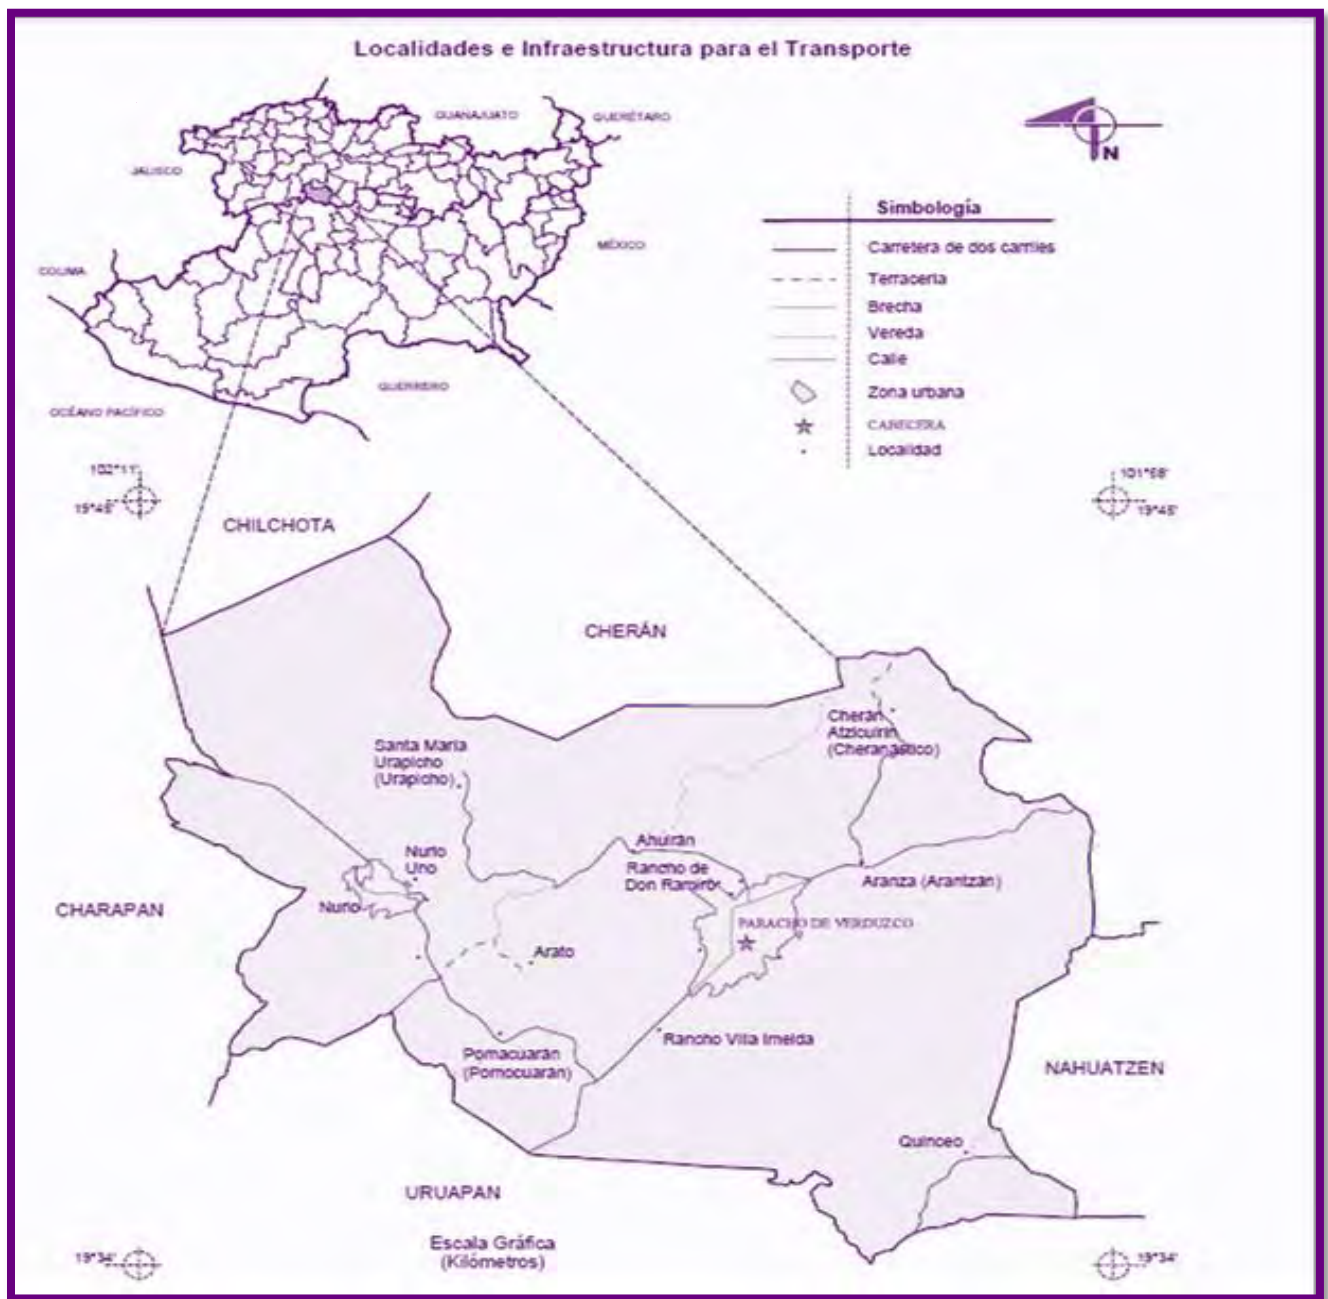 Localidades e Infraestructura para el Transporte
GUANAJUATO
QUERÉTARO
JALISCO
N
MÉXICO
COLIMA
GUERRERO
OCÉANO PACÍFICO
Simbología
Carretera de dos carriles
Terracería
Brecha
Vereda
Calle
Zona urbana
CABECERA
Localidad
102°11'
19°45'
101°58'
19°45'
CHILCHOTA
CHERÁN
Cherán
Atzicuirin
(Cheranástico)
Santa María
Urapicho
(Urapicho)
Ahuirán
Nurio
Uno
Rancho de
Don Ramiro
Aranza (Arantzán)
Nurio
CHARAPAN
PARACHO DE VERDUZCO
Arato
Rancho Villa Imelda
Pomacuarán
(Pomocuarán)
NAHUATZEN
Quinceo
URUAPAN
Escala Gráfica
(Kilómetros)
19°34'
19°34'